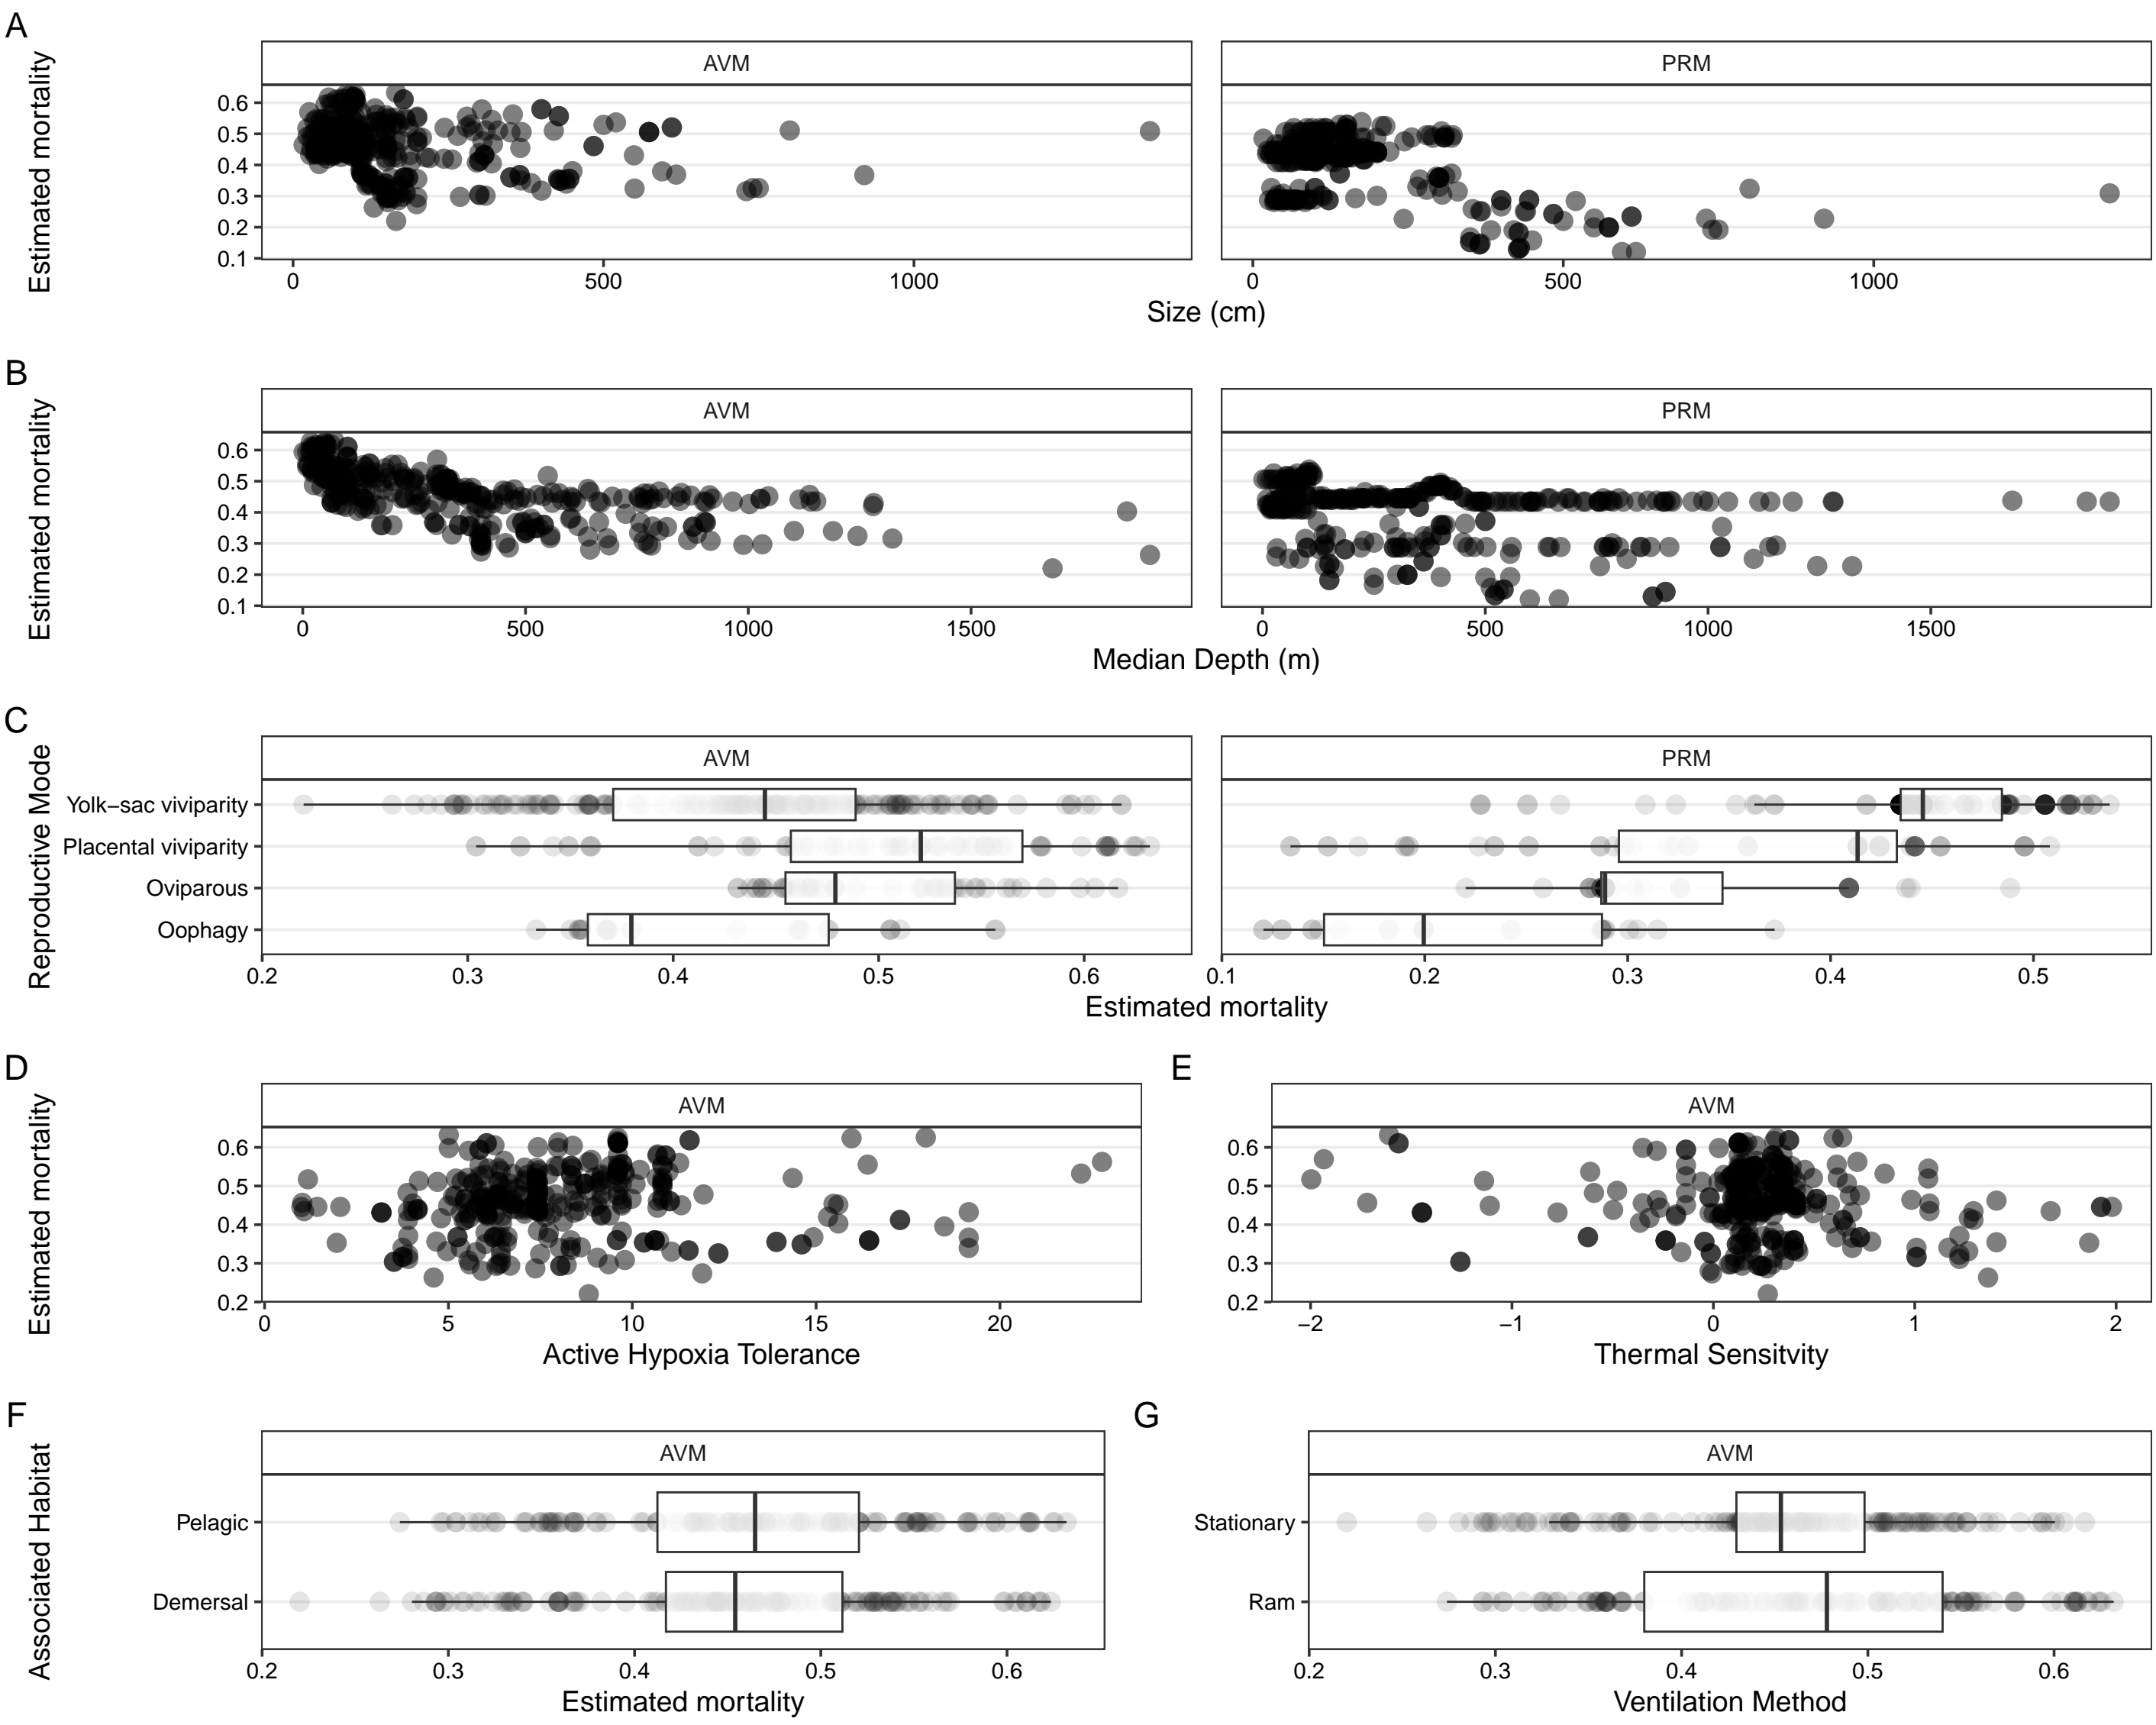 A
AVM
PRM
Estimated mortality
0.6
0.5
0.4
0.3
0.2
0.1
0 500 1000
0 500 1000
Size (cm)
B
AVM
PRM
Estimated mortality
0.6
0.5
0.4
0.3
0.2
0.1
0 500 1000 1500
0 500 1000 1500
Median Depth (m)
C
AVM
PRM
Reproductive Mode
Yolk−sac viviparity
Placental viviparity
Oviparous
Oophagy
0.2 0.3 0.4 0.5 0.6
0.1 0.2 0.3 0.4 0.5
Estimated mortality
D
AVM
Estimated mortality
0.6
0.5
0.4
0.3
0.2
0 5 10 15 20
Active Hypoxia Tolerance
E
AVM
0.6
0.5
0.4
0.3
0.2
−2 −1 0 1 2
Thermal Sensitvity
F
AVM
Associated Habitat
Pelagic
Demersal
0.2 0.3 0.4 0.5 0.6
Estimated mortality
G
AVM
Stationary
Ram
0.2 0.3 0.4 0.5 0.6
Ventilation Method